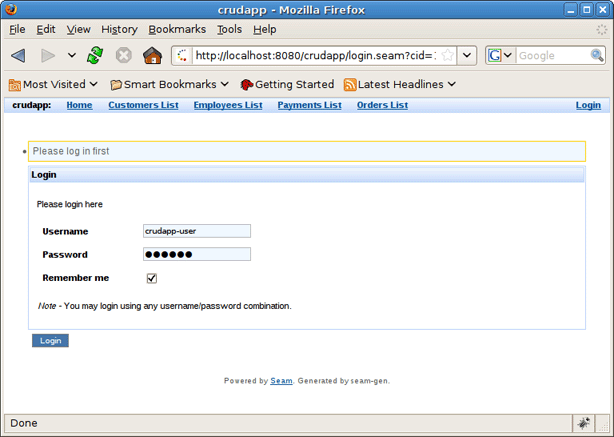 crudapp - Mozilla Firefox
File Edit View History Bookmarks Tools Help
http://localhost:8080/crudapp/login.seam?cid= Google
Most Visited Smart Bookmarks Getting Started Latest Headlines
crudapp: Home Customers List Employees List Payments List Orders List Login
Please log in first
Login
Please login here
Username crudapp-user
Password ●●●●●●
Remember me
Note - You may login using any username/password combination.
Login
Powered by Seam. Generated by seam-gen.
Done